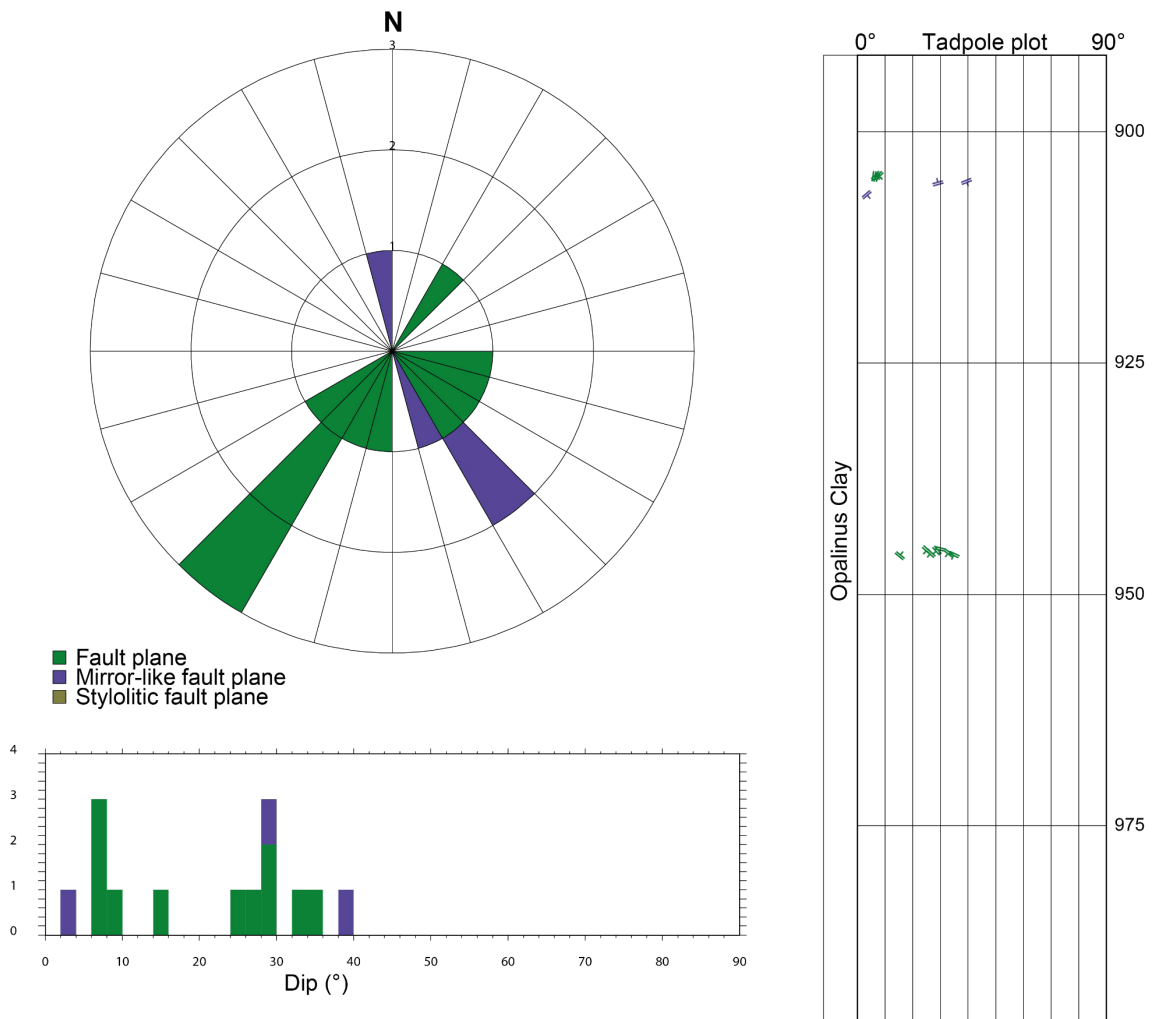 N
3
2
1
Fault plane
Mirror-like fault plane
Stylolitic fault plane
4
3
2
1
0
0 10 20 30 40 50 60 70 80 90
Dip (°)
0° Tadpole plot 90°
900
925
950
975
Opalinus Clay